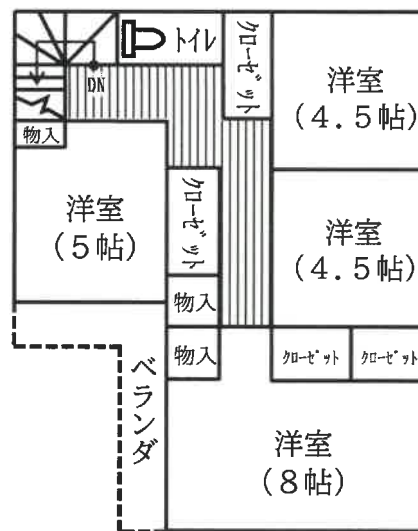 トイレ
クローゼット
洋室
(4.5帖)
DN
物入
洋室
(5帖)
クローゼット
洋室
(4.5帖)
物入
物入
クローゼット
クローゼット
ベランダ
洋室
(8帖)